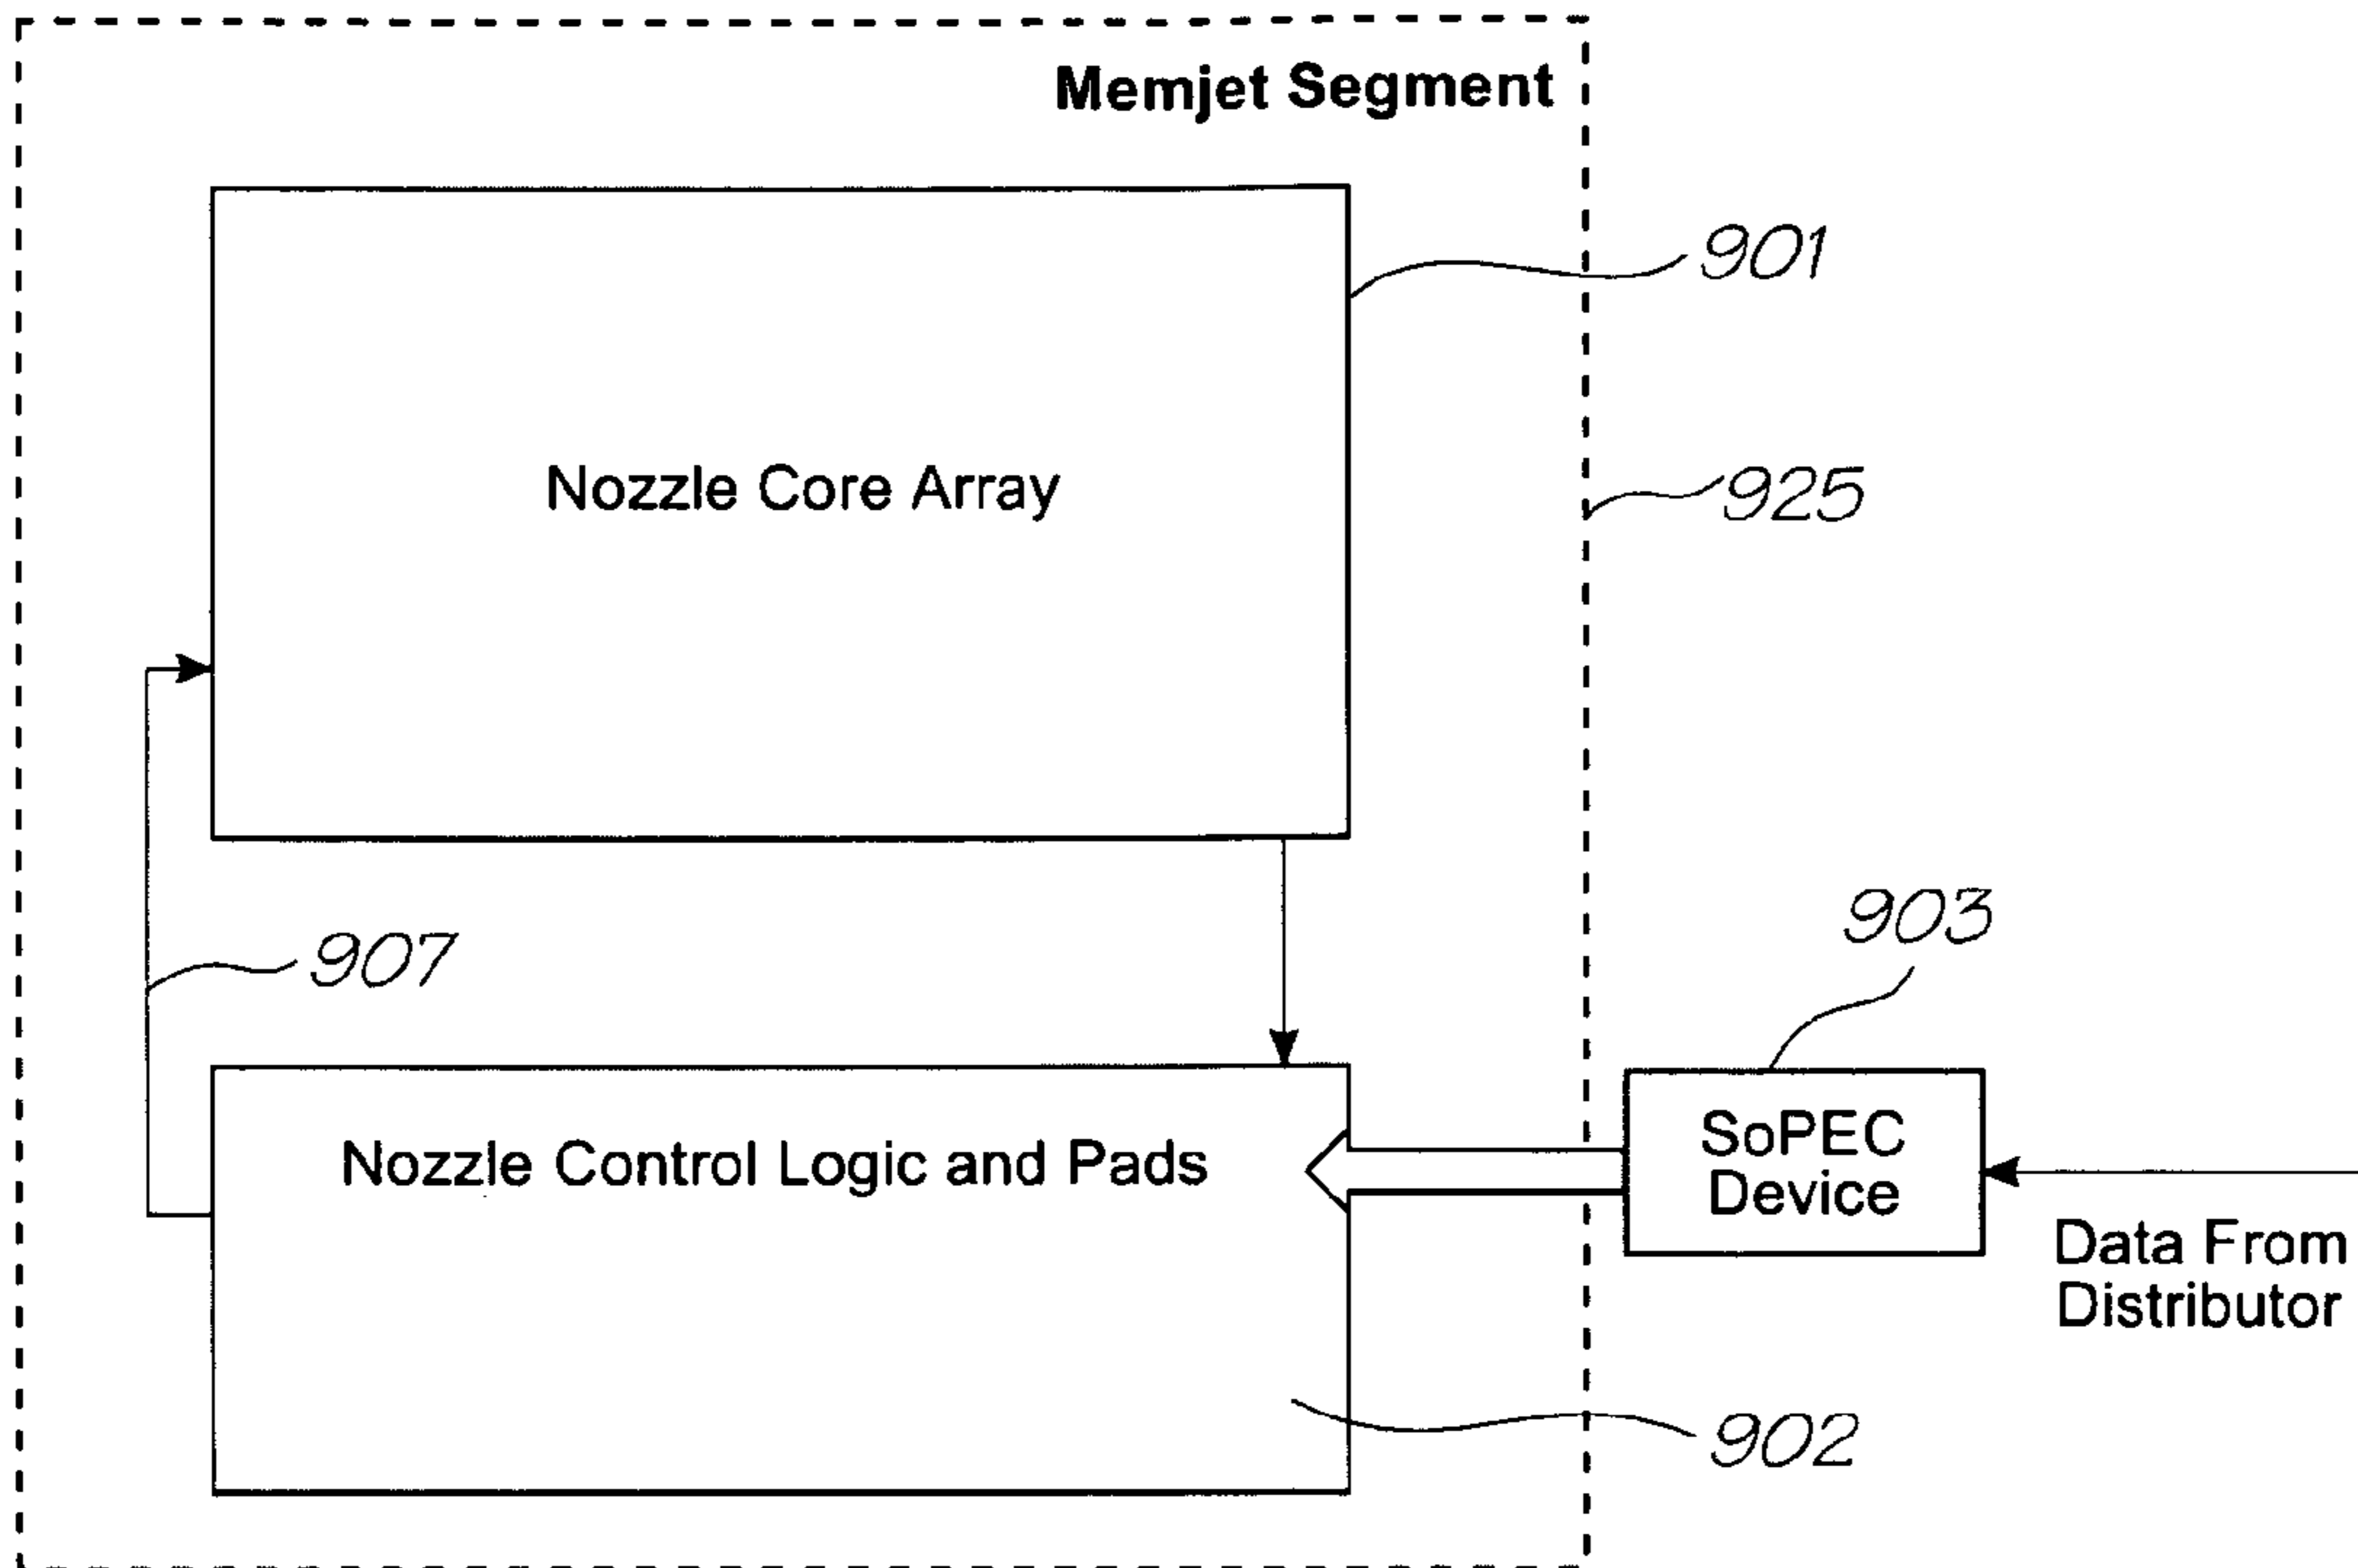 Memjet Segment
901
Nozzle Core Array
925
903
907
SoPEC
Device
Nozzle Control Logic and Pads
Data From
Distributor
902